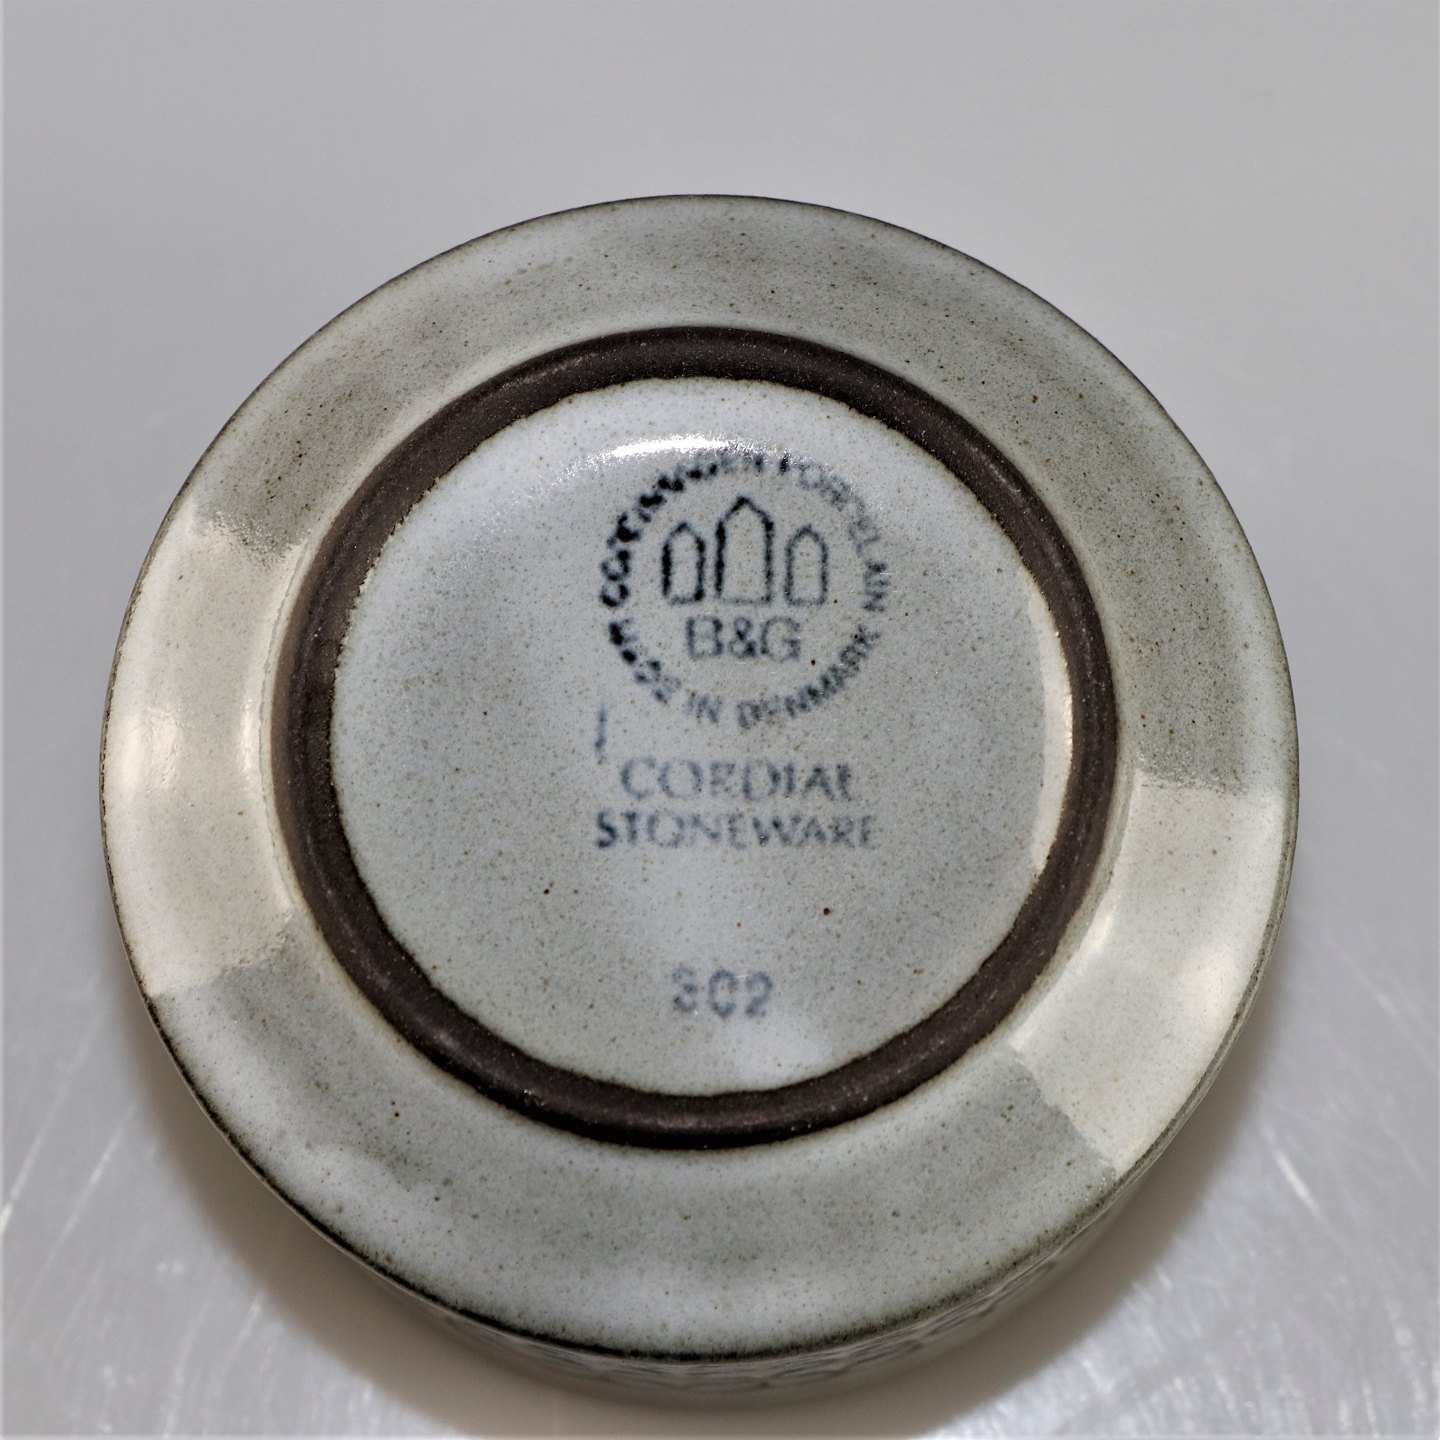 COPENHAGEN PORCELAIN
MADE IN DENMARK
B&G
CORDIAL
STONEWARE
302